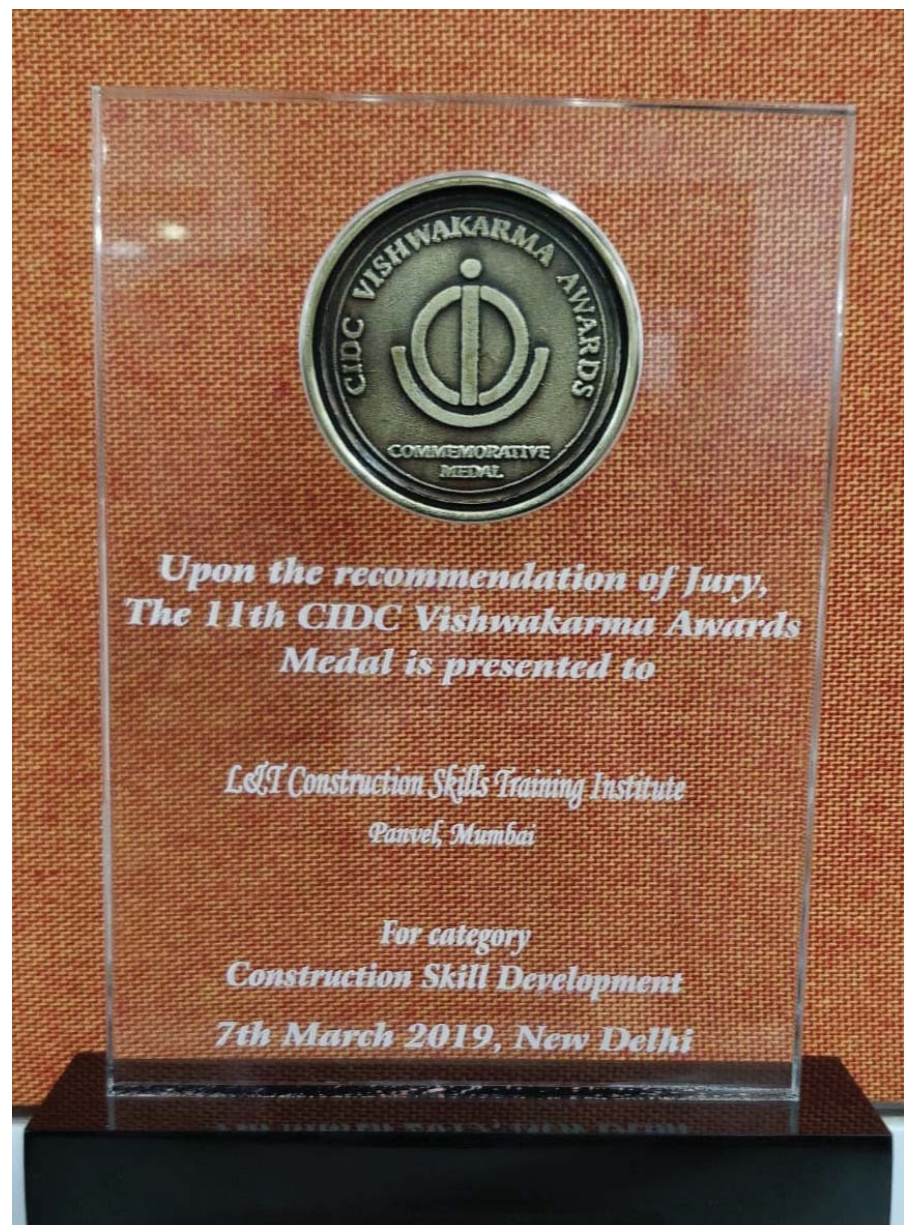 CIDC VISHWAKARMA AWARDS
COMMEMORATIVE
MEDAL
Upon the recommendation of Jury,
The 11th CIDC Vishwakarma Awards
Medal is presented to
L&T Construction Skills Training Institute
Panvel, Mumbai
For category
Construction Skill Development
7th March 2019, New Delhi